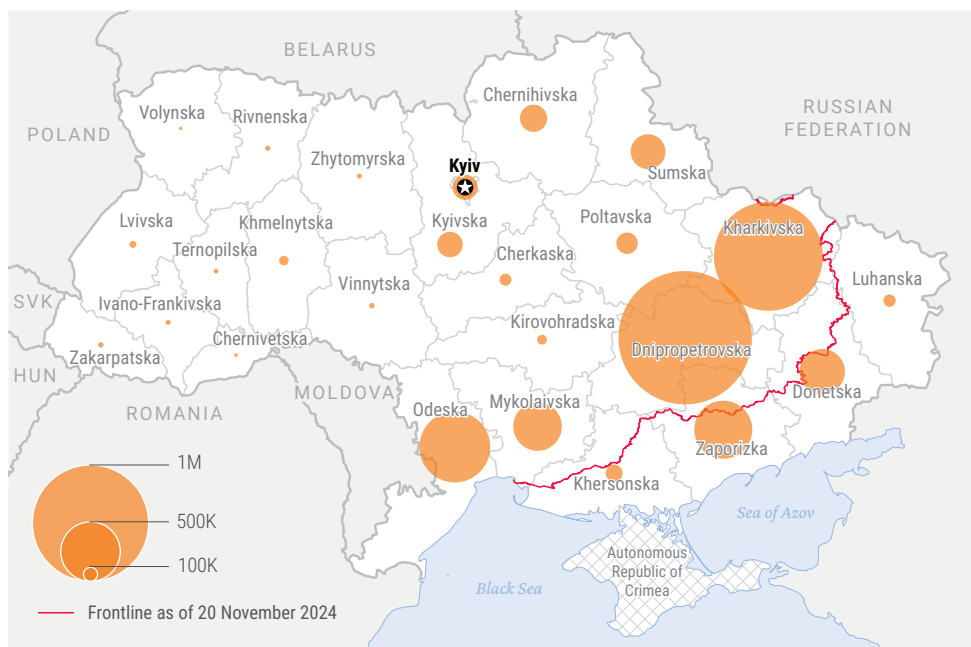 BELARUS
Chernihivska
RUSSIAN
FEDERATION
Volynska
Rivnenska
POLAND
Zhytomyrska
Kyiv
Sumska
Lvivska
Khmelnytska
Kyivska
Poltavska
Kharkivska
Ternopilska
Cherkaska
Luhanska
Vinnytska
SVK
Ivano-Frankivska
Kirovohradska
Chernivetska
Dnipropetrovska
Zakarpatska
HUN
MOLDOVA
Donetska
ROMANIA
Odeska
Mykolaivska
Zaporizka
1M
Khersonska
500K
Sea of Azov
100K
Autonomous
Republic of
Crimea
Black Sea
Frontline as of 20 November 2024